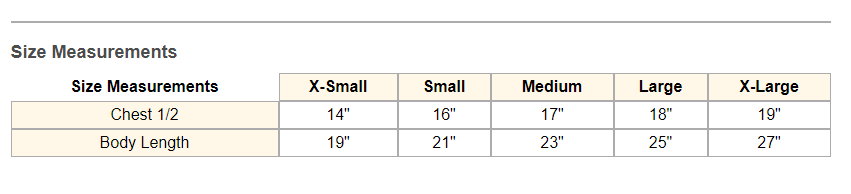 Size Measurements
Size Measurements X-Small Small Medium Large X-Large
Chest 1/2 14" 16" 17" 18" 19"
Body Length 19" 21" 23" 25" 27"